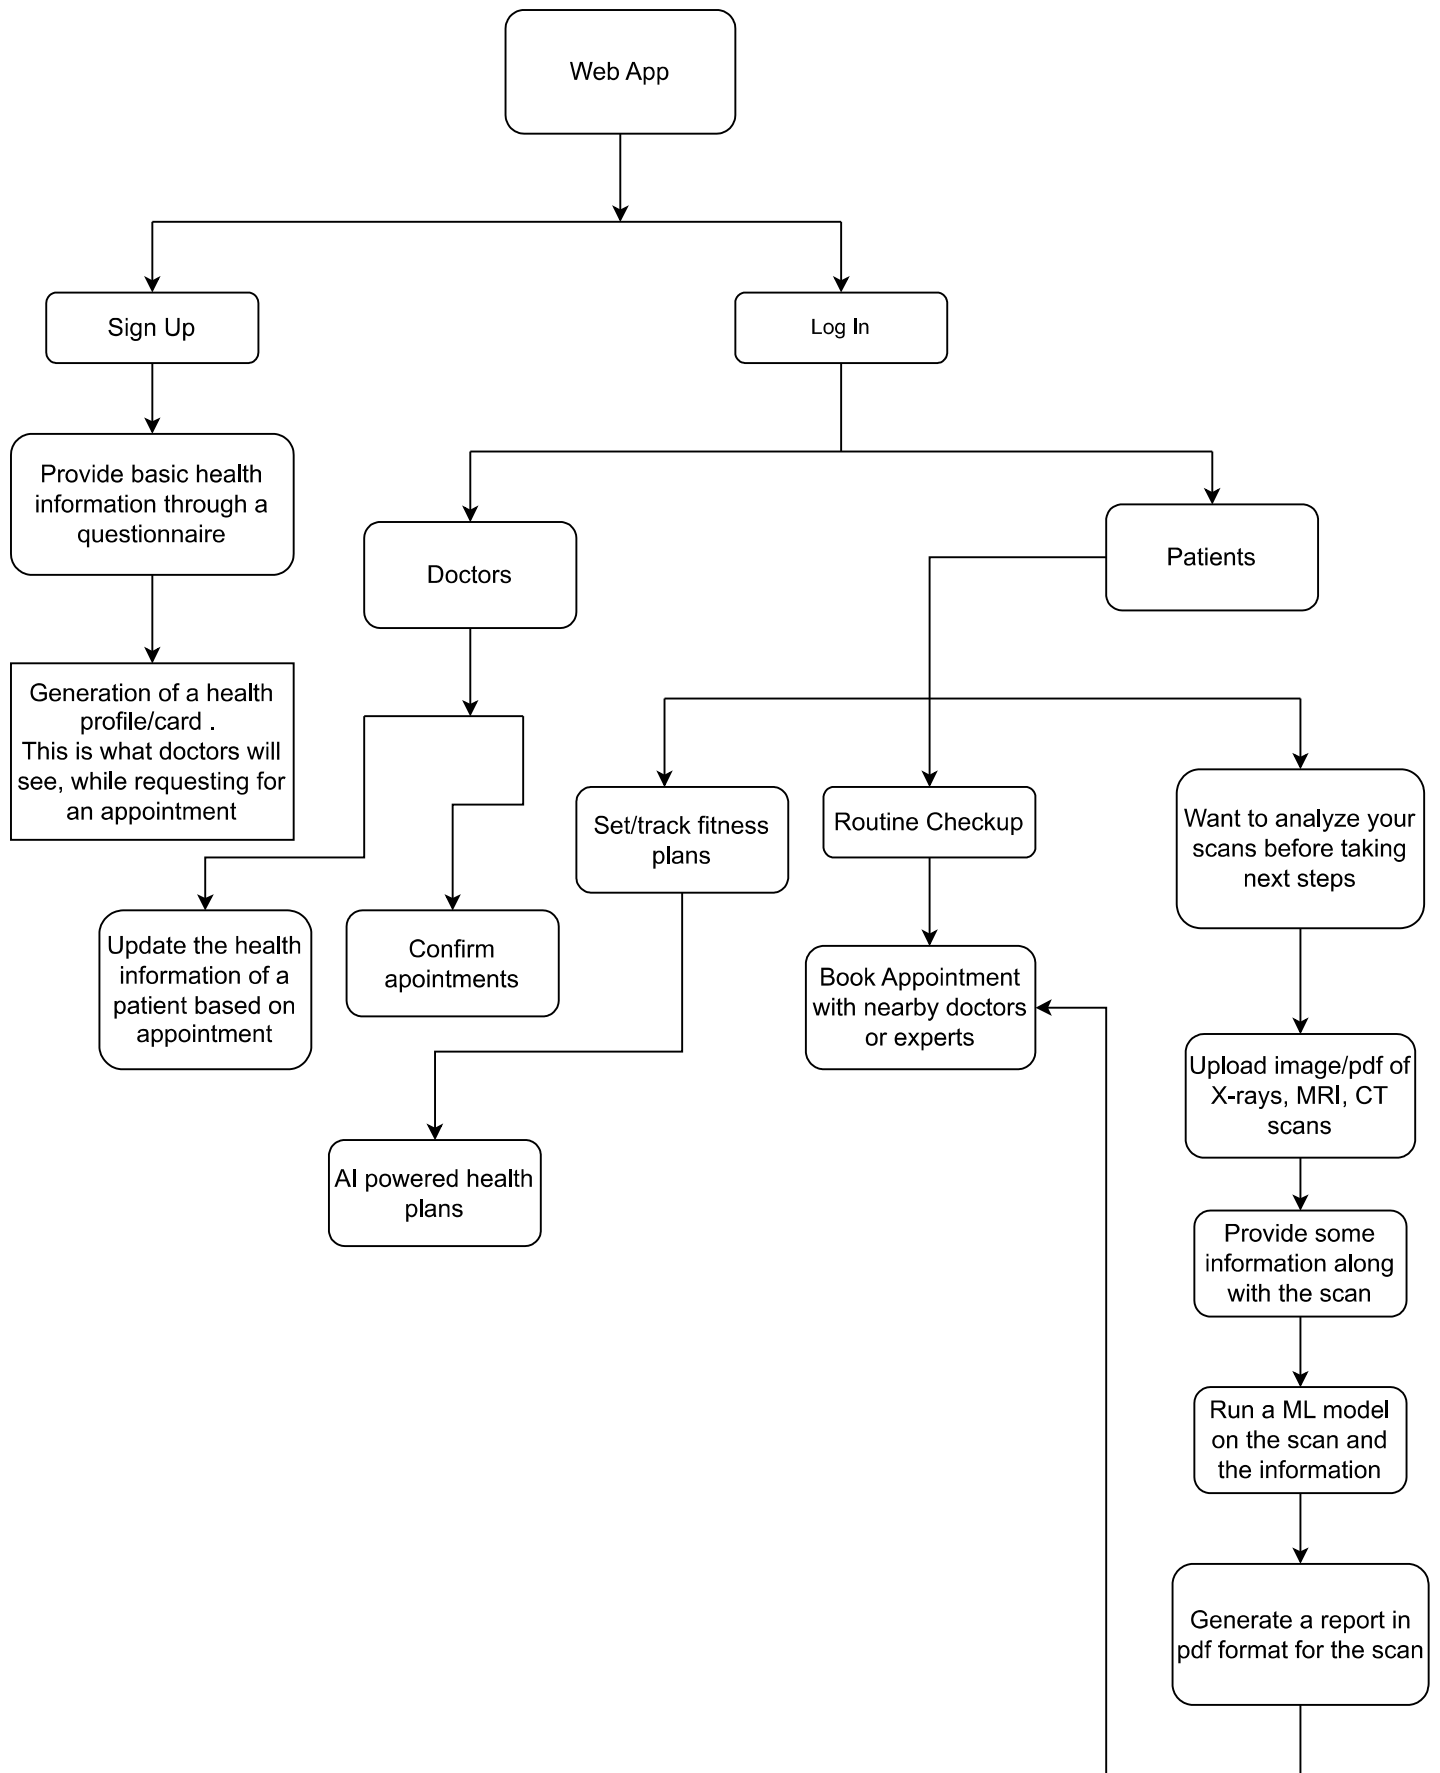 Web App
Sign Up
Log In
Provide basic health
information through a
questionnaire
Doctors
Patients
Generation of a health
profile/card .
This is what doctors will
see, while requesting for
an appointment
Set/track fitness
plans
Routine Checkup
Want to analyze your
scans before taking
next steps
Update the health
information of a
patient based on
appointment
Confirm
apointments
Book Appointment
with nearby doctors
or experts
Upload image/pdf of
X-rays, MRI, CT
scans
AI powered health
plans
Provide some
information along
with the scan
Run a ML model
on the scan and
the information
Generate a report in
pdf format for the scan